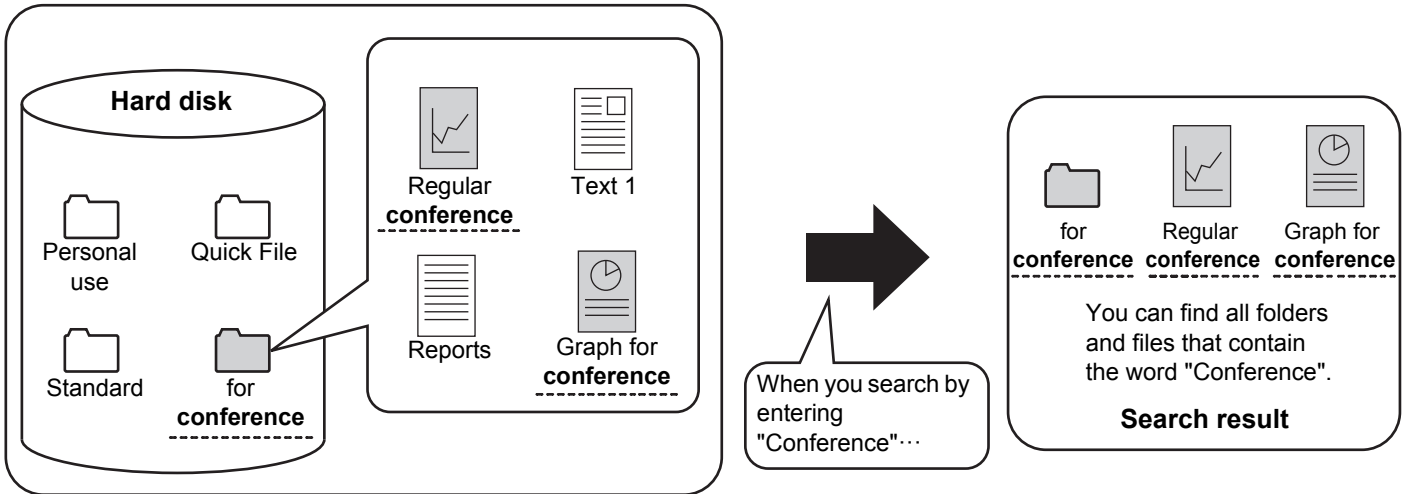 Hard disk
Personal
use
Quick File
Standard
for
conference
Regular
conference
Text 1
Reports
Graph for
conference
When you search by
entering
"Conference"···
for
conference
Regular
conference
Graph for
conference
You can find all folders
and files that contain
the word "Conference".
Search result